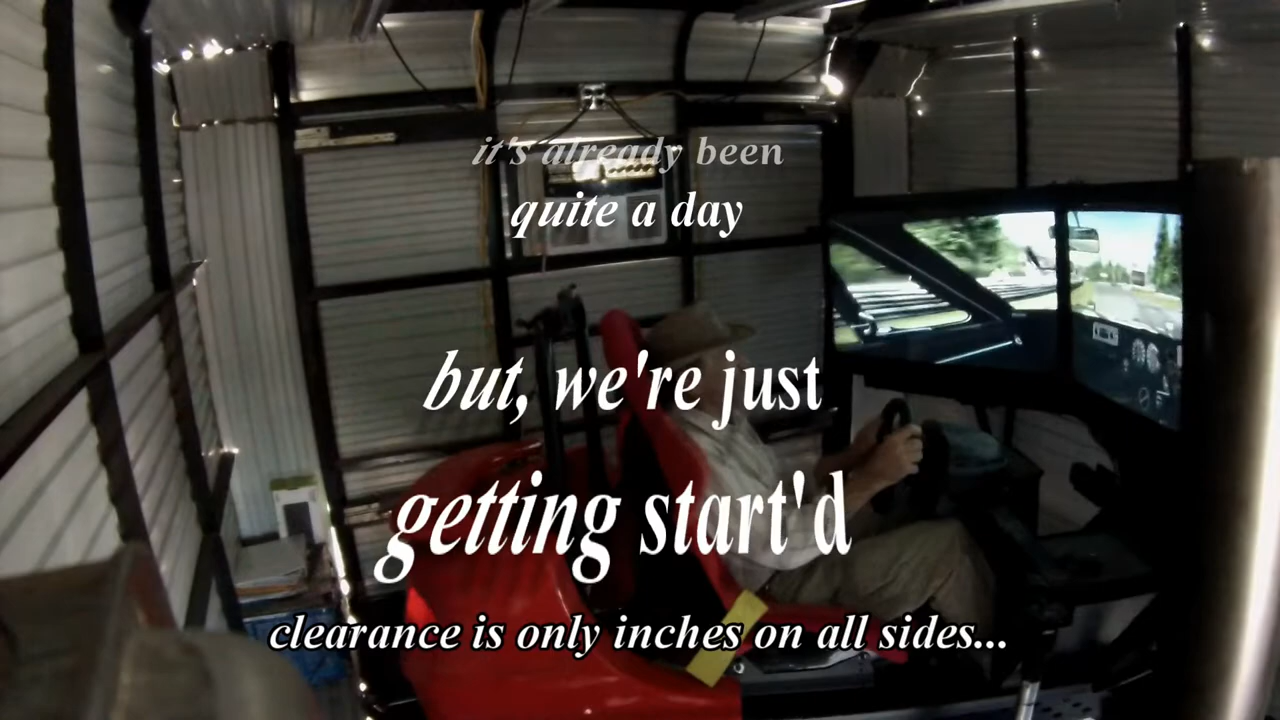 it's already been
quite a day
but, we're just
getting start'd
clearance is only inches on all sides...